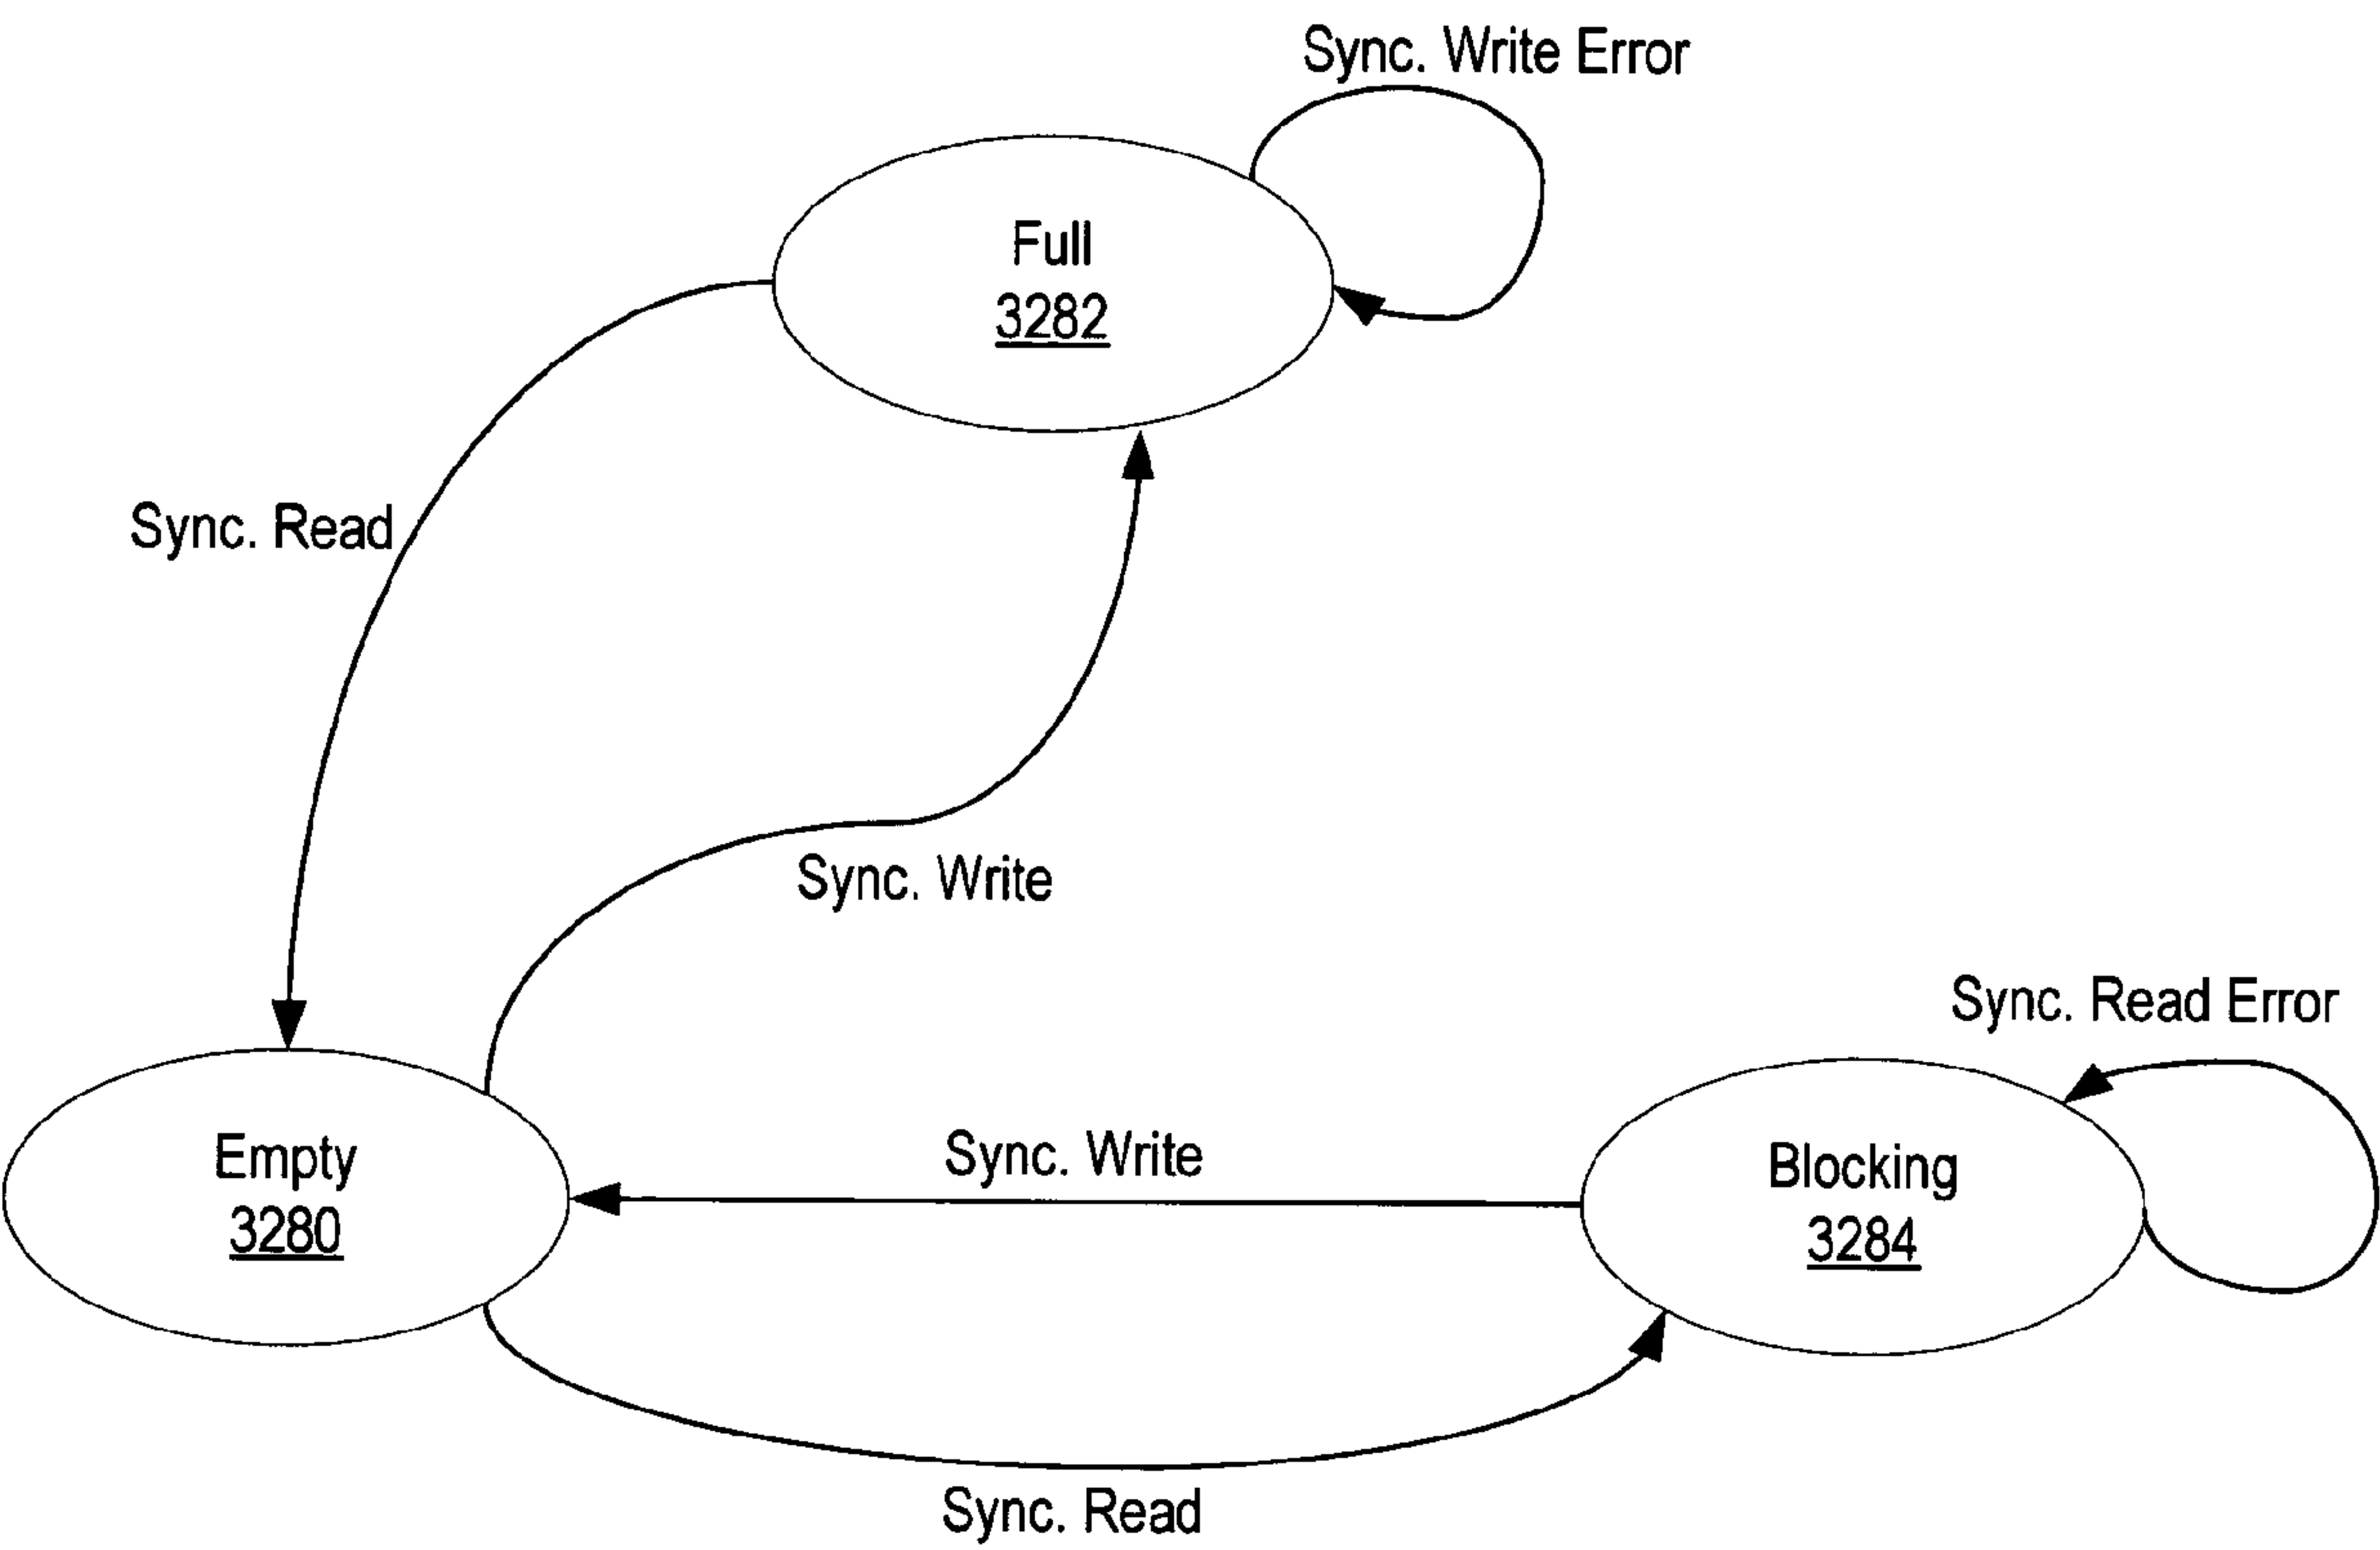 Sync. Write Error
Full
3282
Sync. Read
Sync. Write
Sync. Read Error
Empty
3280
Sync. Write
Blocking
3284
Sync. Read